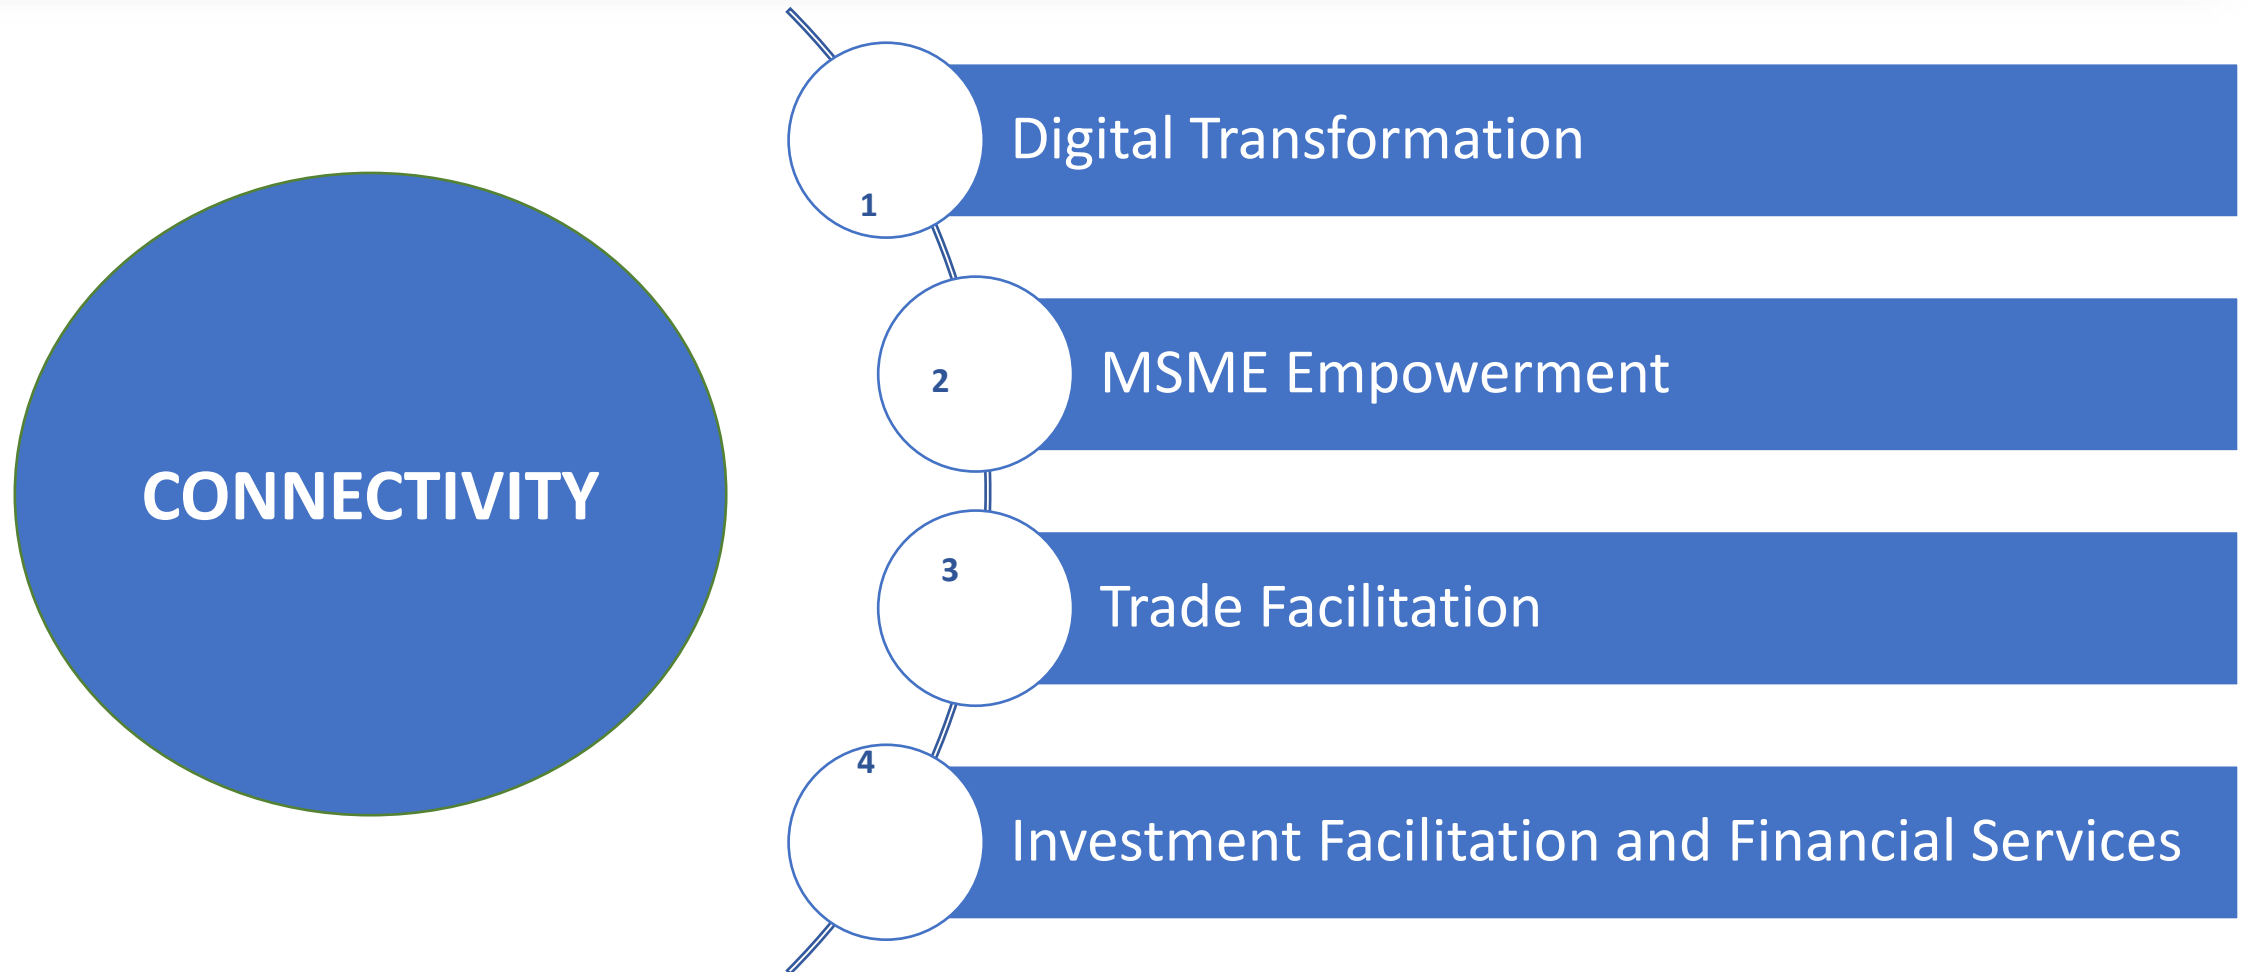 CONNECTIVITY
1
Digital Transformation
2
MSME Empowerment
3
Trade Facilitation
4
Investment Facilitation and Financial Services